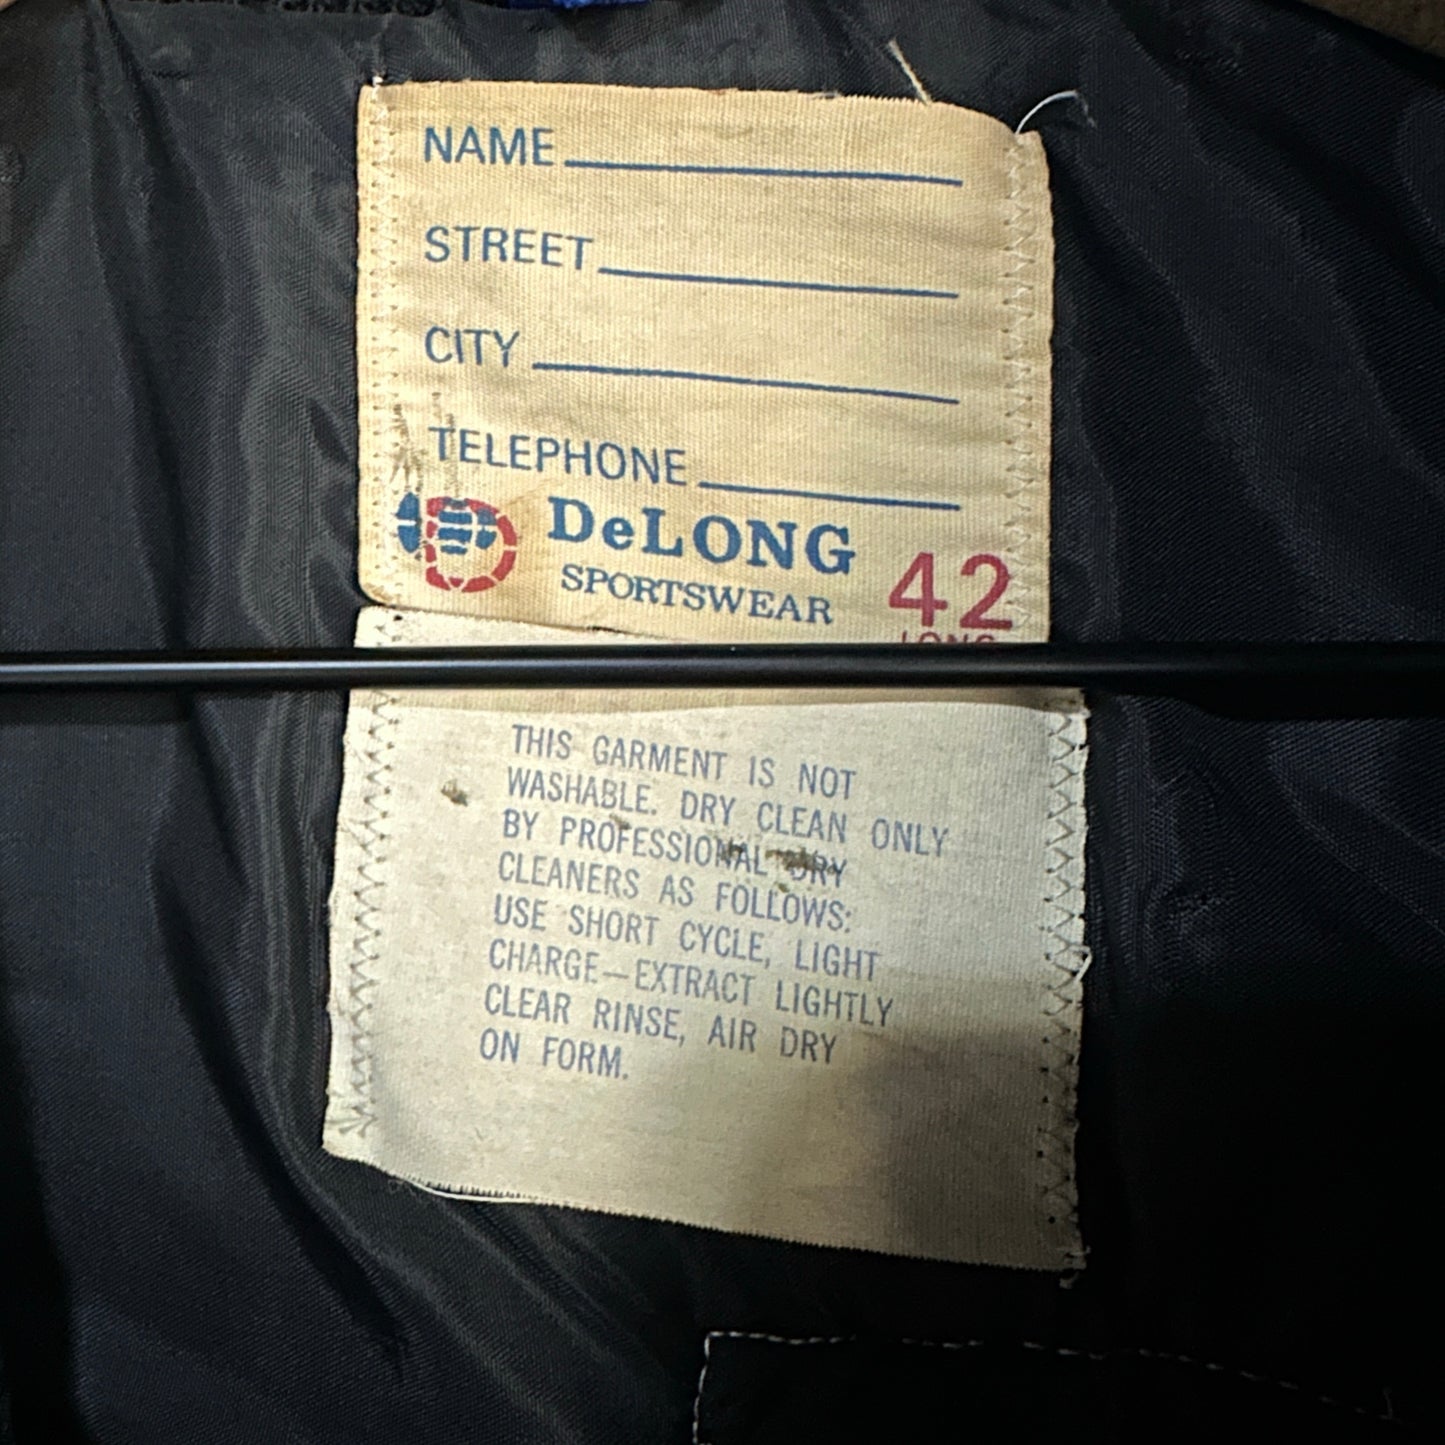 NAME
STREET
CITY
TELEPHONE
DeLONG
SPORTSWEAR
42
LONG
THIS GARMENT IS NOT
WASHABLE. DRY CLEAN ONLY
BY PROFESSIONAL DRY
CLEANERS AS FOLLOWS:
USE SHORT CYCLE, LIGHT
CHARGE—EXTRACT LIGHTLY
CLEAR RINSE, AIR DRY
ON FORM.